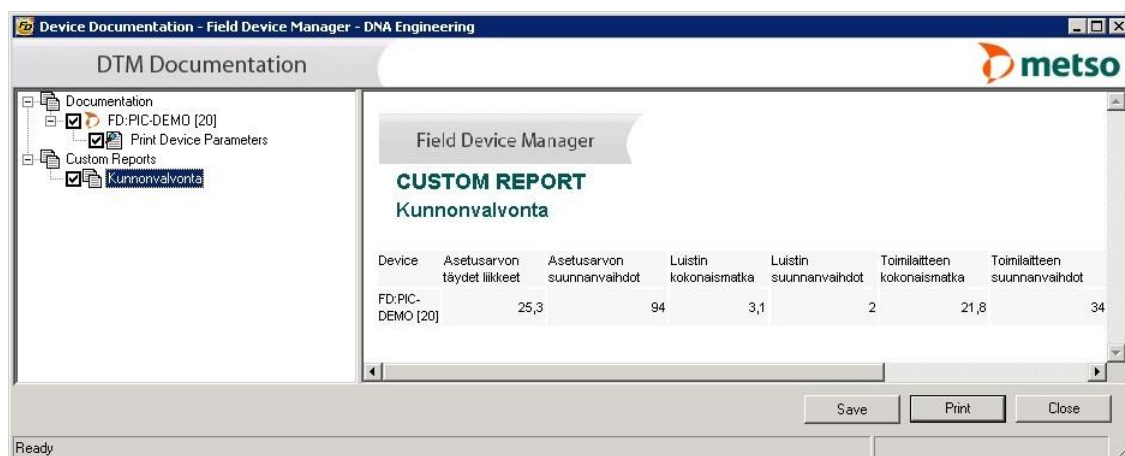 Device Documentation - Field Device Manager - DNA Engineering
DTM Documentation
metso
Documentation
FD:PIC-DEMO [20]
Print Device Parameters
Custom Reports
Kunnonvalvonta
Field Device Manager
CUSTOM REPORT
Kunnonvalvonta
Device Asetusarvon Asetusarvon Luistin Luistin Toimilaitteen Toimilaitteen
täydet liikkeet suunnanvaihdot kokonaismatka suunnanvaihdot kokonaismatka suunnanvaihdot
FD:PIC-
DEMO [20] 25,3 94 3,1 2 21,8 34
Save Print Close
Ready